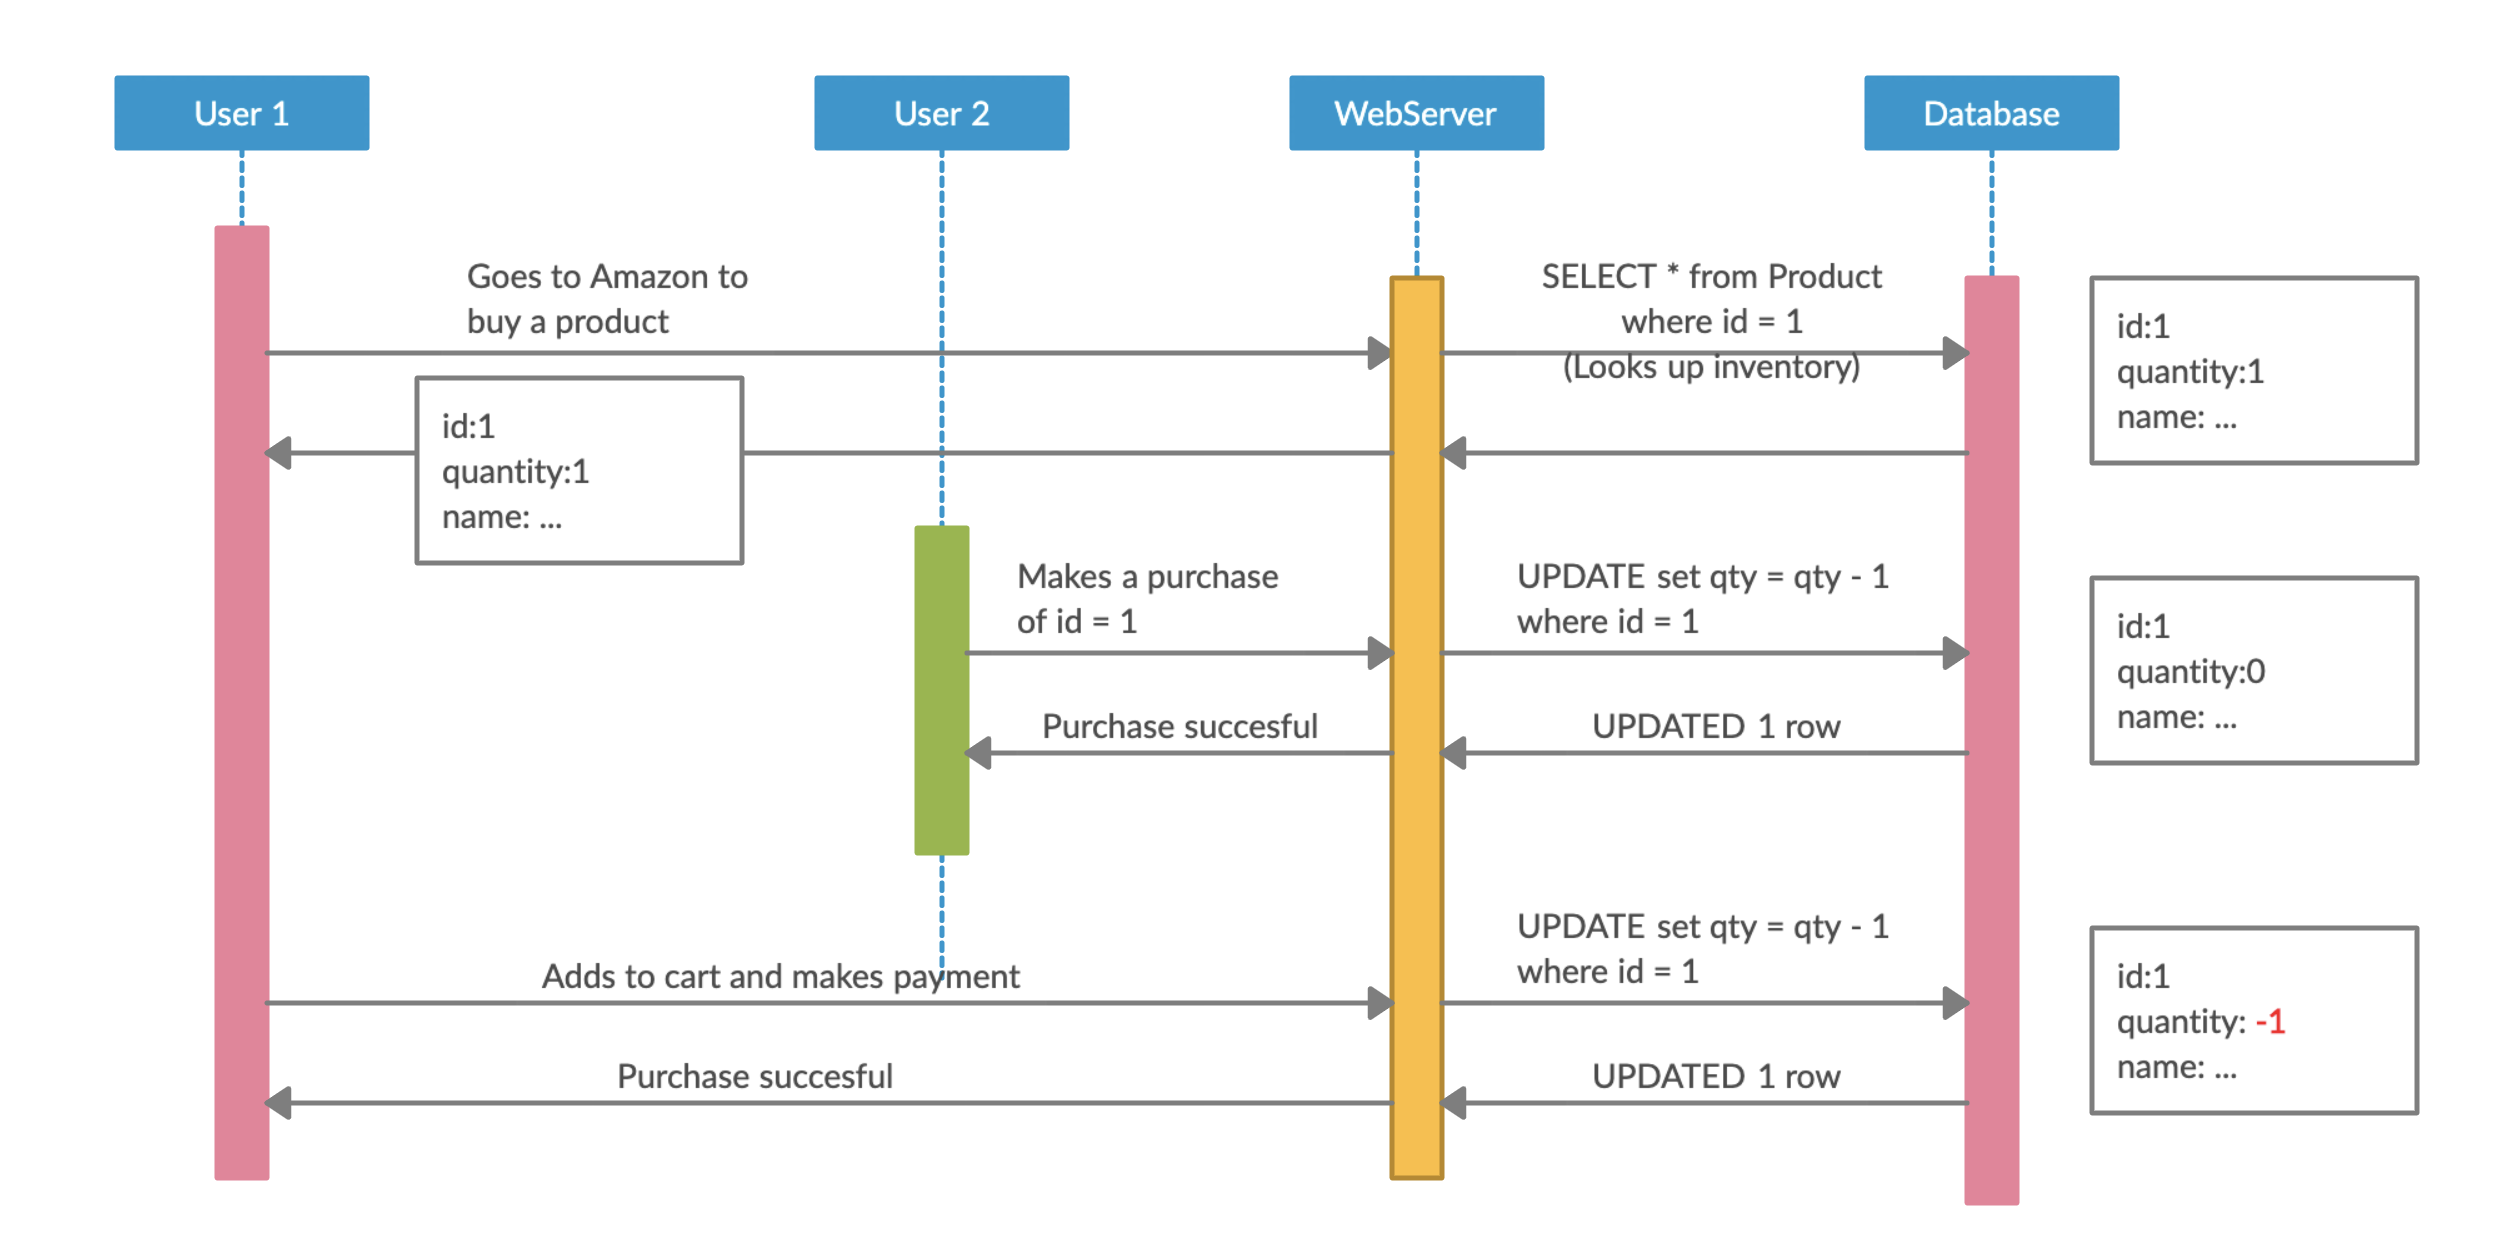 User 1
User 2
WebServer
Database
Goes to Amazon to
buy a product
SELECT * from Product
where id = 1
(Looks up inventory)
id:1
quantity:1
name: ...
id:1
quantity:1
name: ...
Makes a purchase
of id = 1
UPDATE set qty = qty - 1
where id = 1
id:1
quantity:0
name: ...
Purchase succesful
UPDATED 1 row
Adds to cart and makes payment
UPDATE set qty = qty - 1
where id = 1
id:1
quantity: -1
name: ...
Purchase succesful
UPDATED 1 row